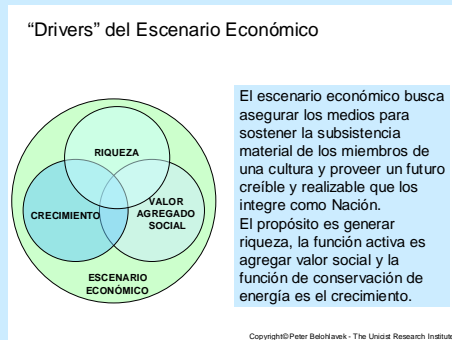 “Drivers” del Escenario Económico
RIQUEZA
CRECIMIENTO
VALOR
AGREGADO
SOCIAL
ESCENARIO
ECONÓMICO
El escenario económico busca
asegurar los medios para
sostener la subsistencia
material de los miembros de
una cultura y proveer un futuro
creíble y realizable que los
integre como Nación.
El propósito es generar
riqueza, la función activa es
agregar valor social y la
función de conservación de
energía es el crecimiento.
Copyright©Peter Belohlavek - The Unicist Research Institute